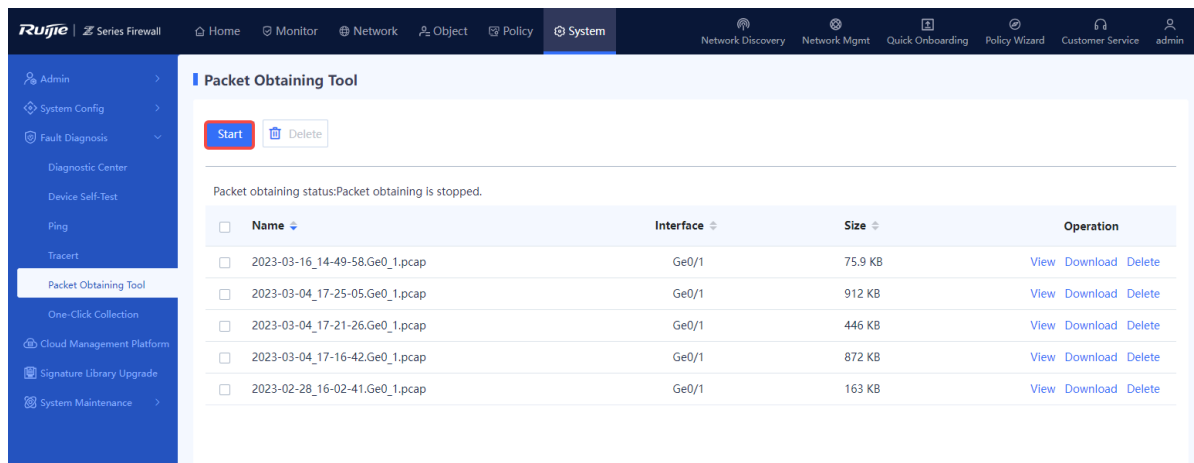 Ruijie | Z Series Firewall
Home Monitor Network Object Policy System
Network Discovery Network Mgmt Quick Onboarding Policy Wizard Customer Service admin
Admin
System Config
Fault Diagnosis
Diagnostic Center
Device Self-Test
Ping
Tracert
Packet Obtaining Tool
One-Click Collection
Cloud Management Platform
Signature Library Upgrade
System Maintenance
Packet Obtaining Tool
Start Delete
Packet obtaining status:Packet obtaining is stopped.
Name Interface Size Operation
2023-03-16_14-49-58.Ge0_1.pcap Ge0/1 75.9 KB View Download Delete
2023-03-04_17-25-05.Ge0_1.pcap Ge0/1 912 KB View Download Delete
2023-03-04_17-21-26.Ge0_1.pcap Ge0/1 446 KB View Download Delete
2023-03-04_17-16-42.Ge0_1.pcap Ge0/1 872 KB View Download Delete
2023-02-28_16-02-41.Ge0_1.pcap Ge0/1 163 KB View Download Delete